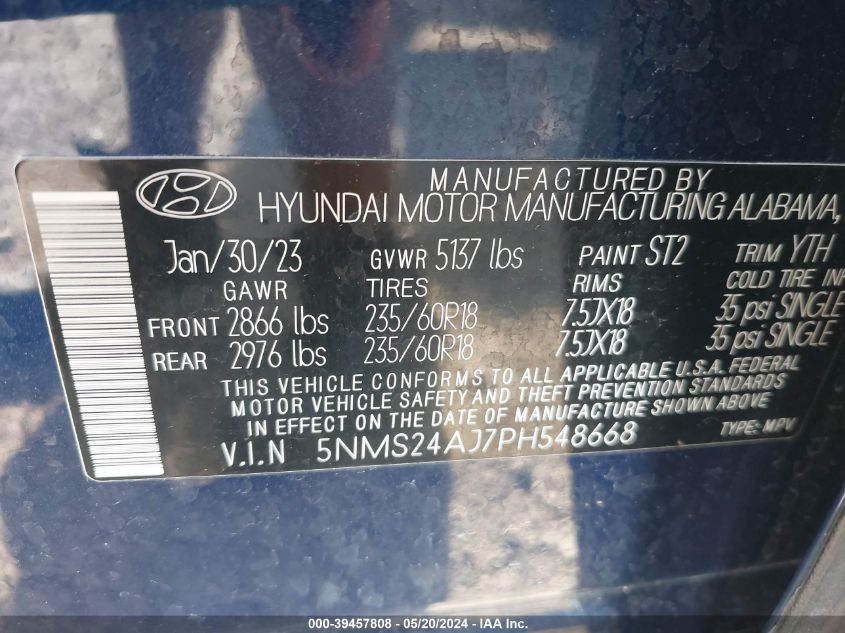 MANUFACTURED BY
HYUNDAI MOTOR MANUFACTURING ALABAMA,
Jan/30/23 GVWR 5137 lbs PAINT ST2 TRIM YTH
GAWR TIRES RIMS COLD TIRE INF
FRONT 2866 lbs 235/60R18 7.5JX18 35 psi SINGLE
REAR 2976 lbs 235/60R18 7.5JX18 35 psi SINGLE
THIS VEHICLE CONFORMS TO ALL APPLICABLE U.S.A. FEDERAL
MOTOR VEHICLE SAFETY AND THEFT PREVENTION STANDARDS
IN EFFECT ON THE DATE OF MANUFACTURE SHOWN ABOVE
V.I.N 5NMS24AJ7PH548668 TYPE: MPV
000-39457808 - 05/20/2024 - IAAI.com